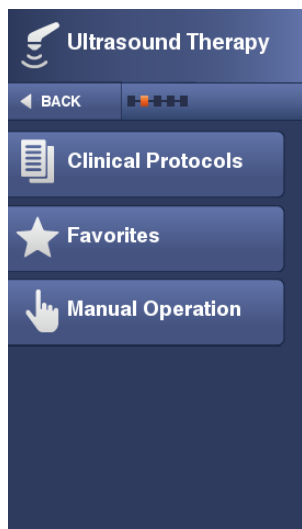 Ultrasound Therapy
BACK
Clinical Protocols
Favorites
Manual Operation